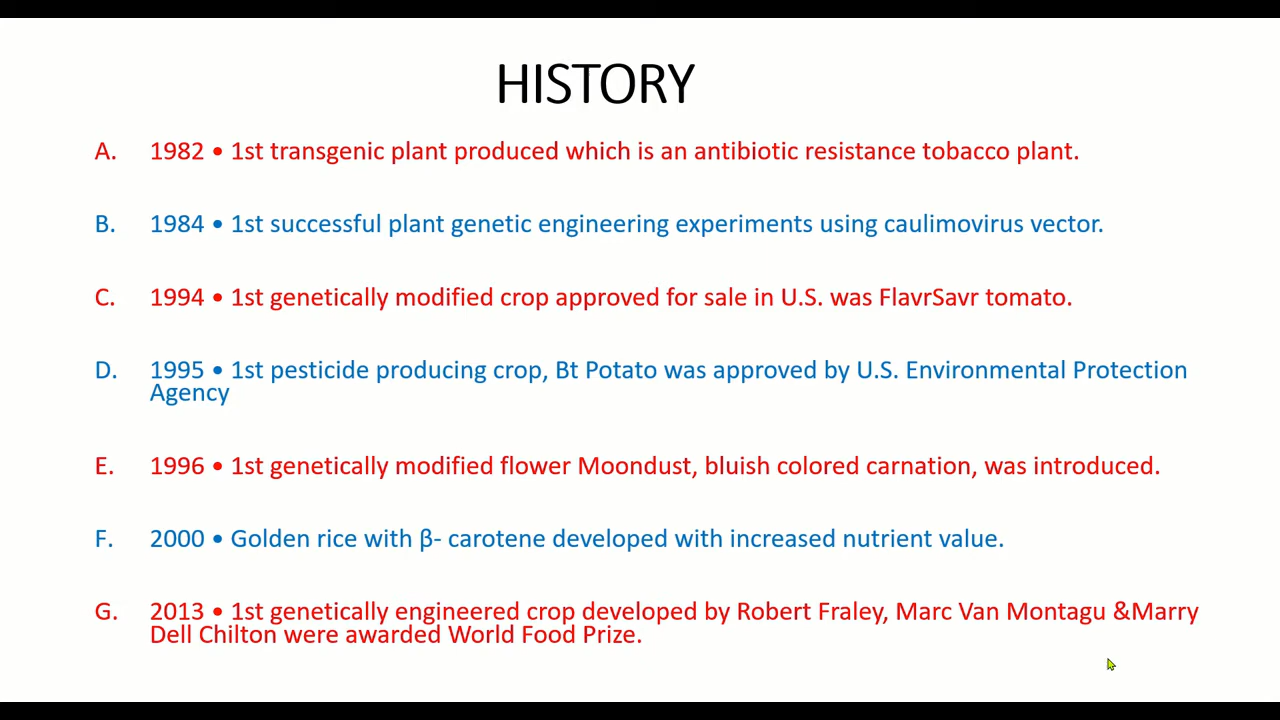 HISTORY
A. 1982 • 1st transgenic plant produced which is an antibiotic resistance tobacco plant.
B. 1984 • 1st successful plant genetic engineering experiments using caulimovirus vector.
C. 1994 • 1st genetically modified crop approved for sale in U.S. was FlavrSavr tomato.
D. 1995 • 1st pesticide producing crop, Bt Potato was approved by U.S. Environmental Protection
Agency
E. 1996 • 1st genetically modified flower Moondust, bluish colored carnation, was introduced.
F. 2000 • Golden rice with β- carotene developed with increased nutrient value.
G. 2013 • 1st genetically engineered crop developed by Robert Fraley, Marc Van Montagu &Marry
Dell Chilton were awarded World Food Prize.